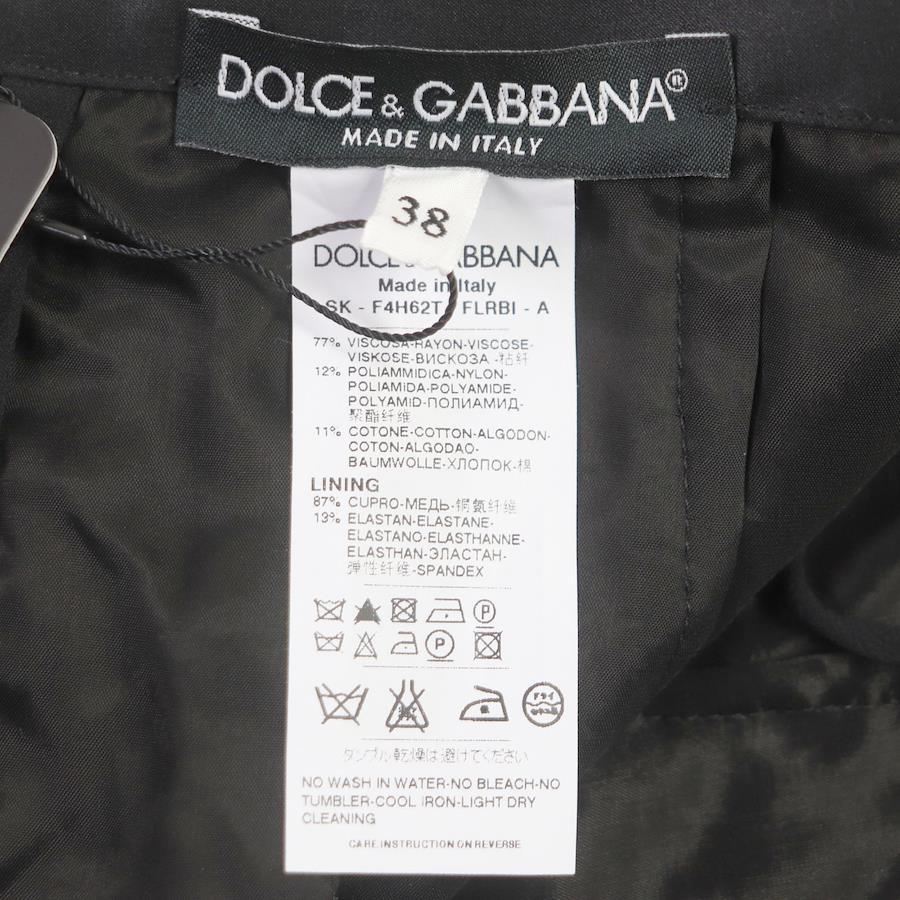 DOLCE & GABBANA®
MADE IN ITALY
38
DOLCE & GABBANA
Made in Italy
SK - F4H62T FLRBI - A
77% VISCOSA-RAYON-VISCOSE-
VISKOSE-ВИСКОЗА -粘纤
12% POLIAMMIDICA-NYLON-
POLIAMIDA-POLYAMIDE-
POLYAMID-ПОЛИАМИД-
聚酯纤维
11% COTONE-COTTON-ALGODON-
COTON-ALGODAO-
BAUMWOLLE-ХЛОПОК-棉
LINING
87% CUPRO-МЕДЬ-铜氨纤维
13% ELASTAN-ELASTANE-
ELASTANO-ELASTHANNE-
ELASTHAN-ЭЛАСТАН-
弹性纤维-SPANDEX
P
P
ドライ
タンブル乾燥は避けてください
NO WASH IN WATER-NO BLEACH-NO
TUMBLER-COOL IRON-LIGHT DRY
CLEANING
CARE INSTRUCTION ON REVERSE